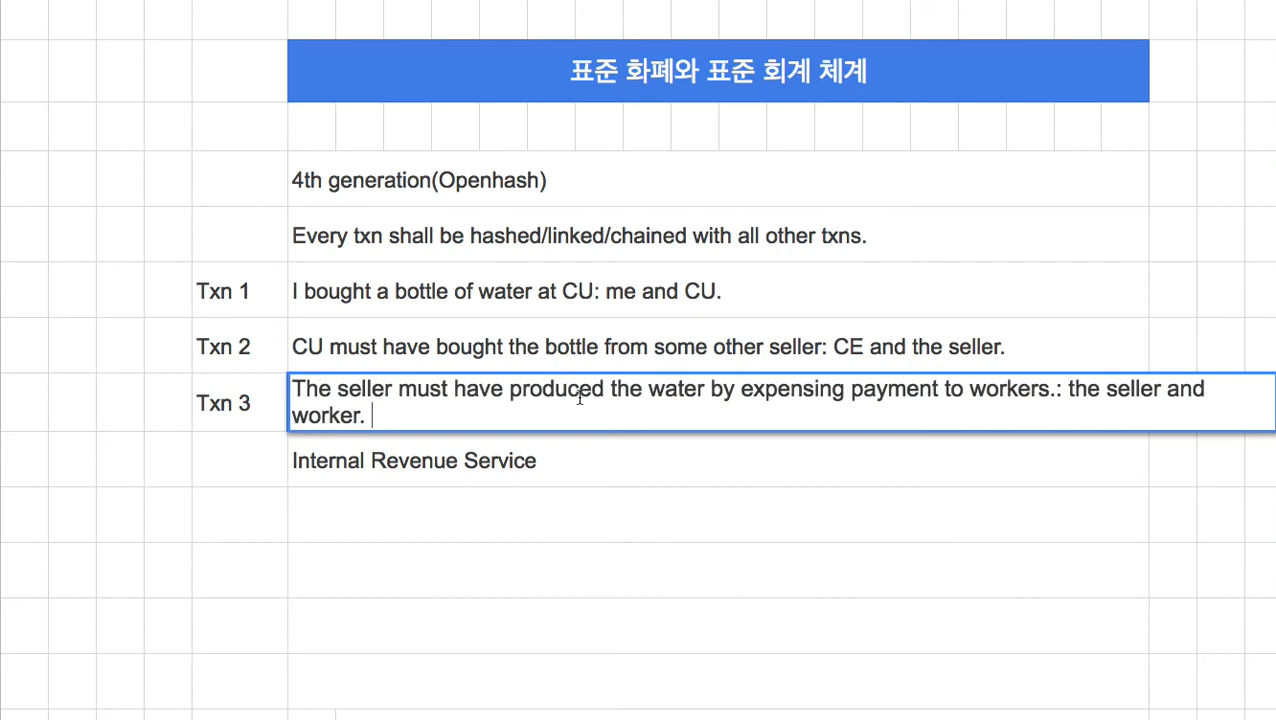 표준 화폐와 표준 회계 체계
4th generation(Openhash)
Every txn shall be hashed/linked/chained with all other txns.
Txn 1 I bought a bottle of water at CU: me and CU.
Txn 2 CU must have bought the bottle from some other seller: CE and the seller.
Txn 3 The seller must have produced the water by expensing payment to workers.: the seller and
worker.
Internal Revenue Service